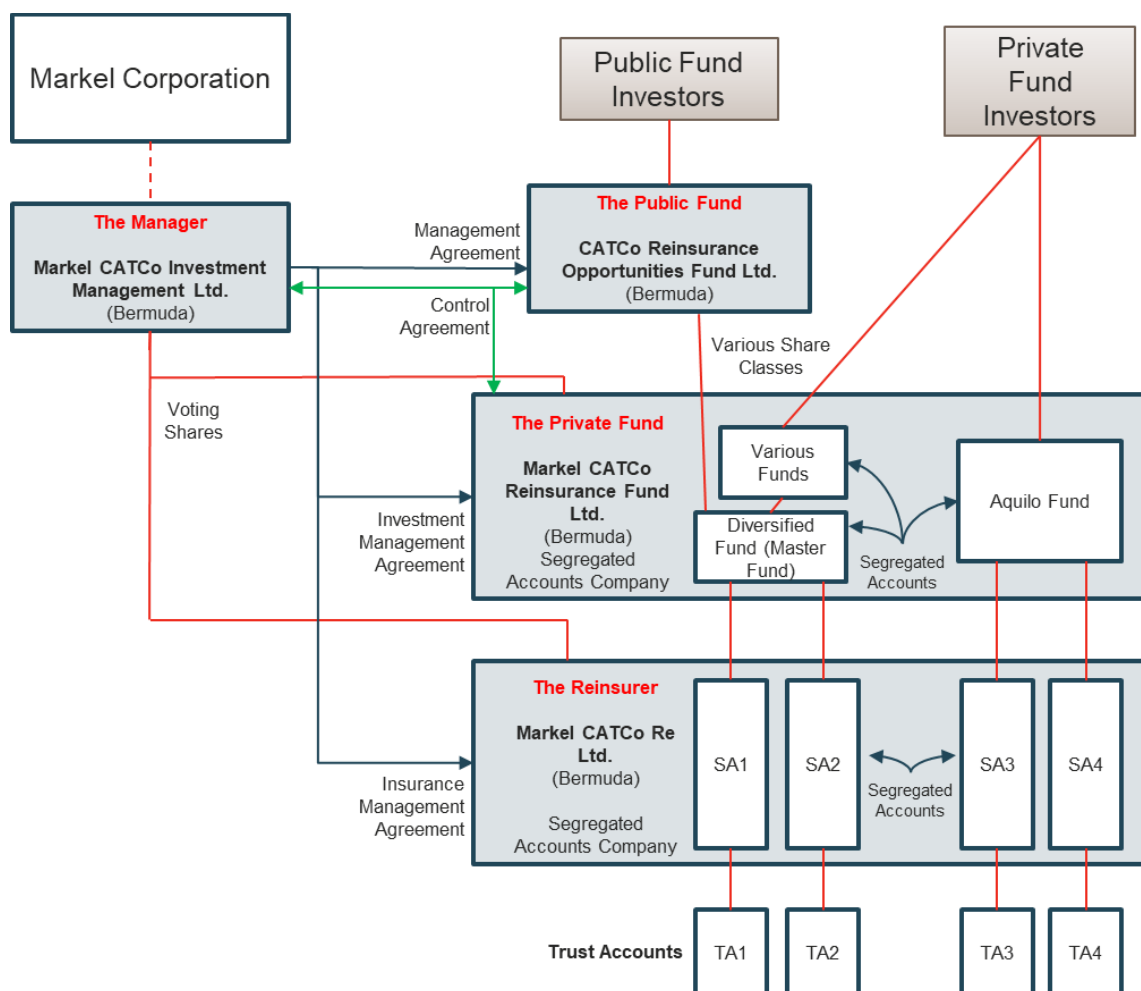 Markel Corporation
Public Fund
Investors
Private
Fund
Investors
The Manager
Markel CATCo Investment
Management Ltd.
(Bermuda)
Management
Agreement
Control
Agreement
The Public Fund
CATCo Reinsurance
Opportunities Fund Ltd.
(Bermuda)
Various Share
Classes
Voting
Shares
The Private Fund
Markel CATCo
Reinsurance Fund
Ltd.
(Bermuda)
Segregated
Accounts Company
Investment
Management
Agreement
Various
Funds
Diversified
Fund (Master
Fund)
Segregated
Accounts
Aquilo Fund
The Reinsurer
Markel CATCo Re
Ltd.
(Bermuda)
Segregated
Accounts Company
Insurance
Management
Agreement
SA1
SA2
Segregated
Accounts
SA3
SA4
Trust Accounts
TA1
TA2
TA3
TA4